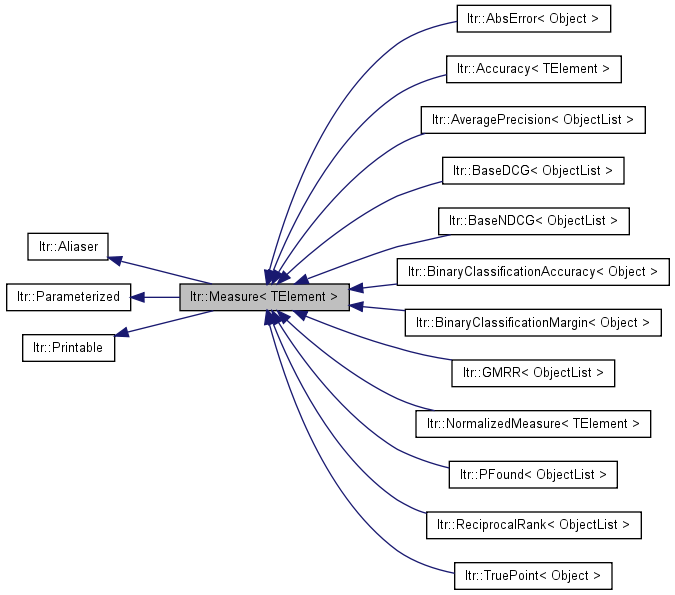 ltr::AbsError< Object >
ltr::Accuracy< TElement >
ltr::AveragePrecision< ObjectList >
ltr::BaseDCG< ObjectList >
ltr::BaseNDCG< ObjectList >
ltr::Aliaser
ltr::BinaryClassificationAccuracy< Object >
ltr::Parameterized
ltr::Measure< TElement >
ltr::BinaryClassificationMargin< Object >
ltr::Printable
ltr::GMRR< ObjectList >
ltr::NormalizedMeasure< TElement >
ltr::PFound< ObjectList >
ltr::ReciprocalRank< ObjectList >
ltr::TruePoint< Object >